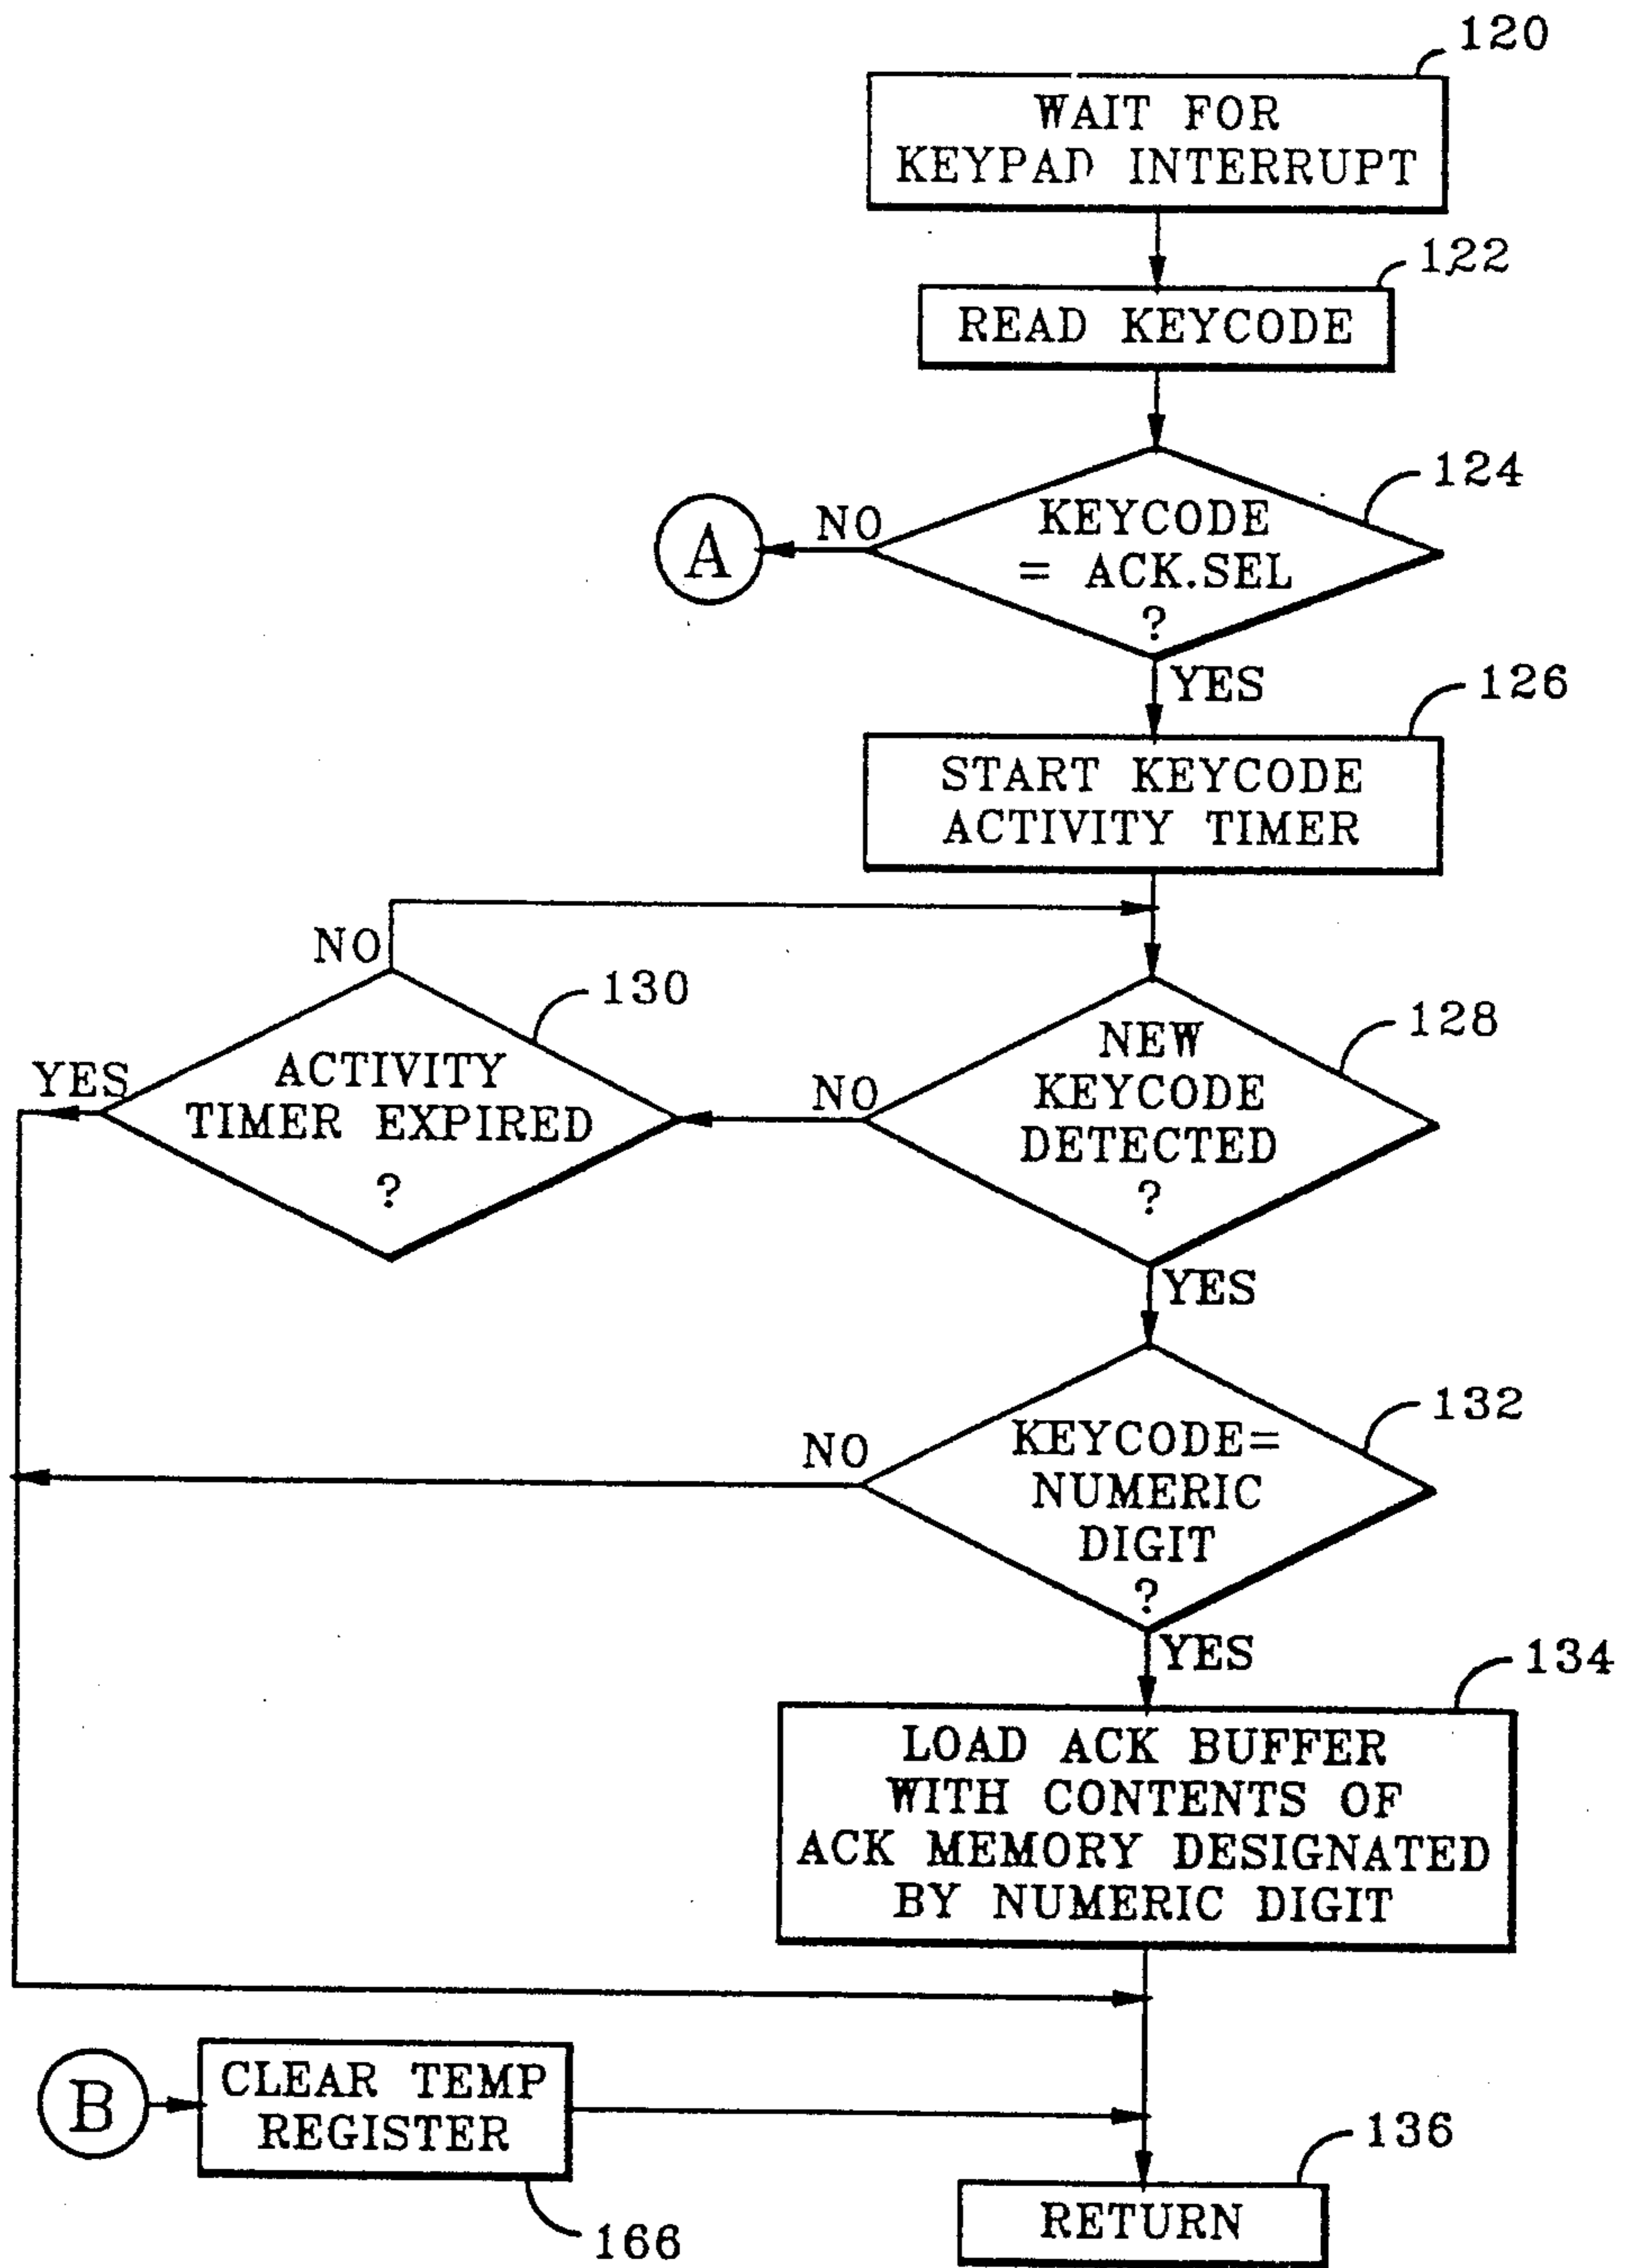 120
WAIT FOR
KEYPAD INTERRUPT
122
READ KEYCODE
124
KEYCODE
= ACK.SEL
?
NO
A
YES
126
START KEYCODE
ACTIVITY TIMER
NO
130
ACTIVITY
TIMER EXPIRED
?
YES
128
NEW
KEYCODE
DETECTED
?
NO
YES
132
KEYCODE=
NUMERIC
DIGIT
?
NO
YES
134
LOAD ACK BUFFER
WITH CONTENTS OF
ACK MEMORY DESIGNATED
BY NUMERIC DIGIT
B
CLEAR TEMP
REGISTER
166
136
RETURN